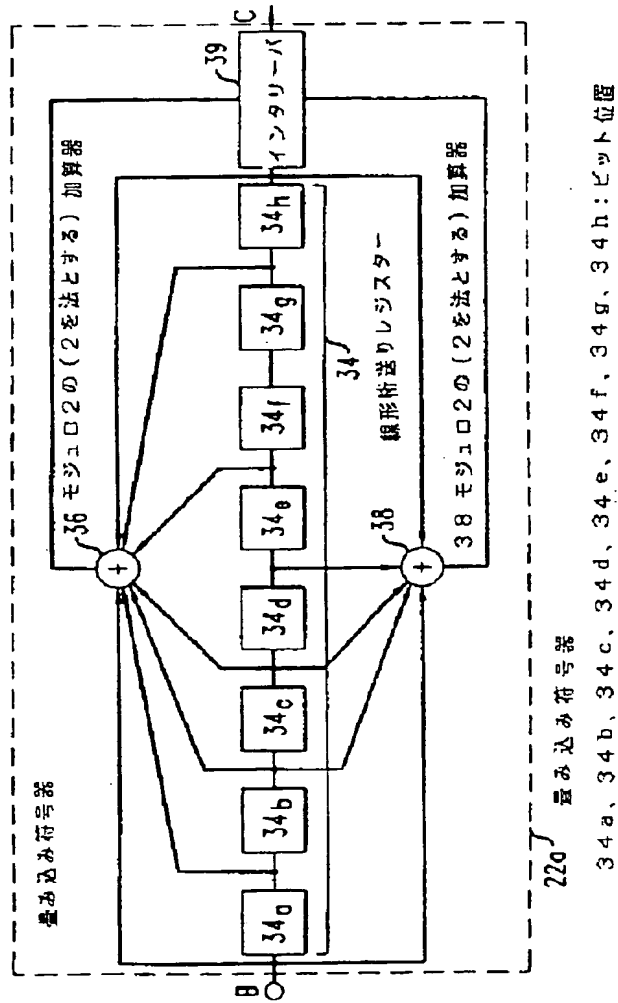 畳み込み符号器
36 モジュロ2の(2を法とする)加算器
39
インタリーバ
C
B
34a
34b
34c
34d
34e
34f
34g
34h
34
線形桁送りレジスター
38
38 モジュロ2の(2を法とする)加算器
22a
畳み込み符号器
34a、34b、34c、34d、34e、34f、34g、34h:ビット位置